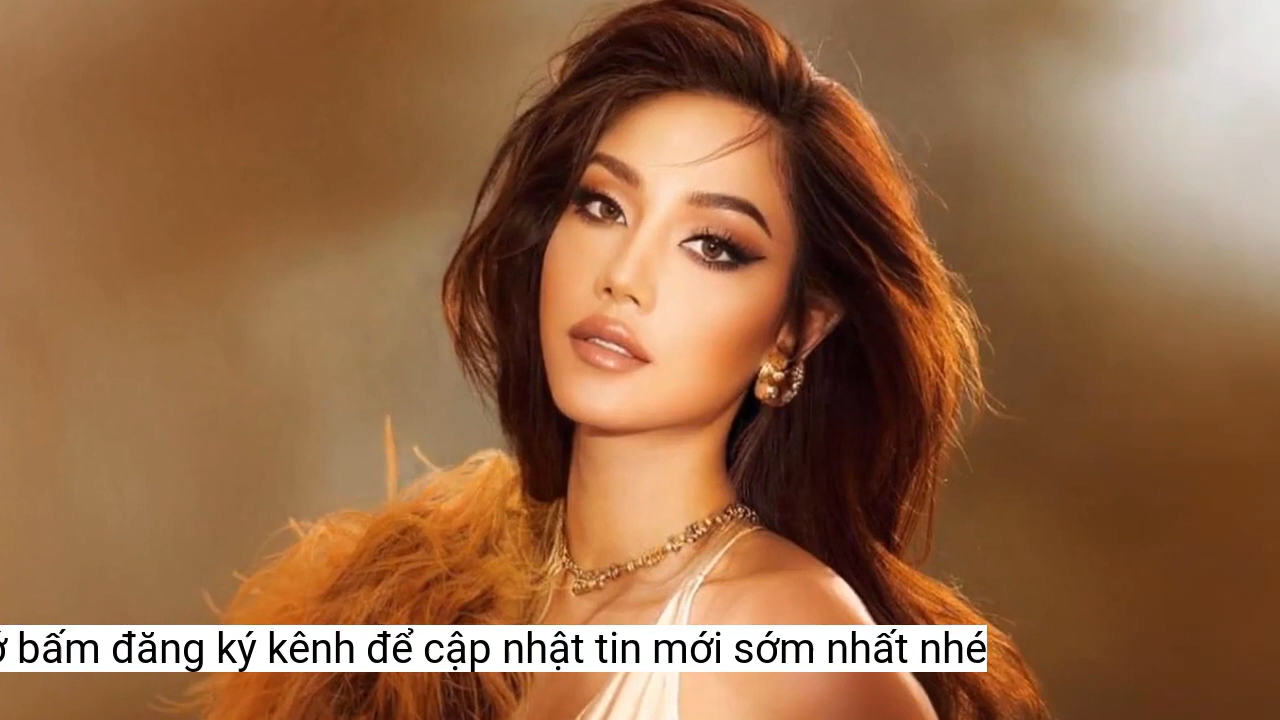 bấm đăng ký kênh để cập nhật tin mới sớm nhất nhé